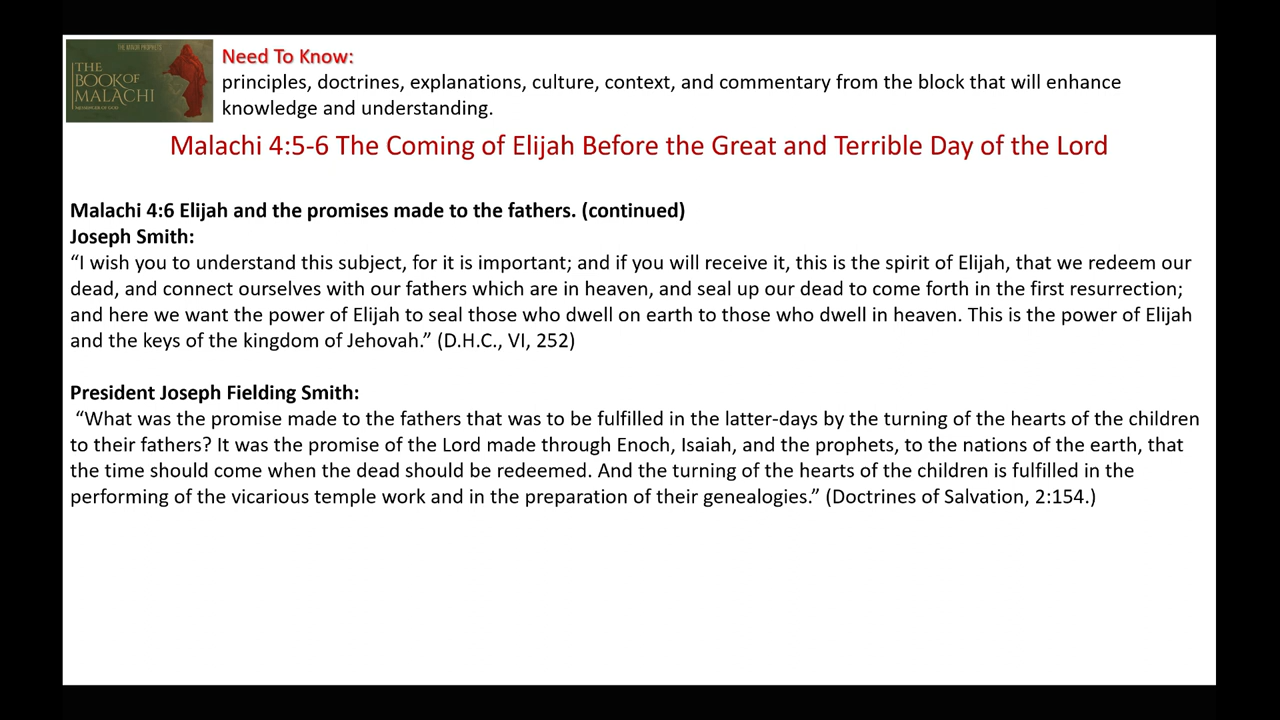 THE MINOR PROPHETS
THE
BOOK OF
MALACHI
MESSENGER OF GOD
Need To Know:
principles, doctrines, explanations, culture, context, and commentary from the block that will enhance
knowledge and understanding.
Malachi 4:5-6 The Coming of Elijah Before the Great and Terrible Day of the Lord
Malachi 4:6 Elijah and the promises made to the fathers. (continued)
Joseph Smith:
“I wish you to understand this subject, for it is important; and if you will receive it, this is the spirit of Elijah, that we redeem our
dead, and connect ourselves with our fathers which are in heaven, and seal up our dead to come forth in the first resurrection;
and here we want the power of Elijah to seal those who dwell on earth to those who dwell in heaven. This is the power of Elijah
and the keys of the kingdom of Jehovah.” (D.H.C., VI, 252)
President Joseph Fielding Smith:
“What was the promise made to the fathers that was to be fulfilled in the latter-days by the turning of the hearts of the children
to their fathers? It was the promise of the Lord made through Enoch, Isaiah, and the prophets, to the nations of the earth, that
the time should come when the dead should be redeemed. And the turning of the hearts of the children is fulfilled in the
performing of the vicarious temple work and in the preparation of their genealogies.” (Doctrines of Salvation, 2:154.)